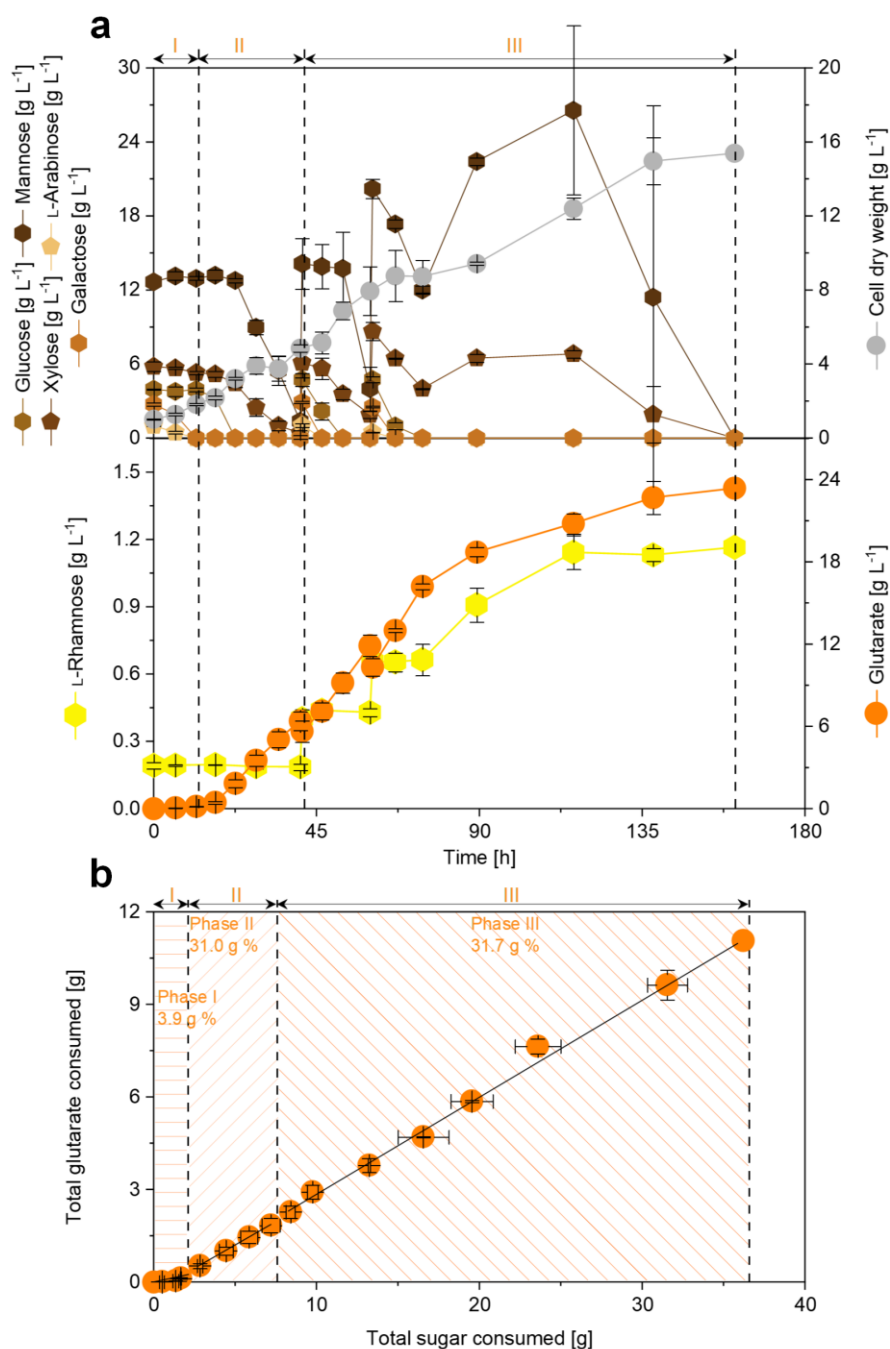 a
I II III
Mannose [g L-1]
L-Arabinose [g L-1]
Galactose [g L-1]
Glucose [g L-1]
Xylose [g L-1]
30
24
18
12
6
0
20
16
12
8
4
0
Cell dry weight [g L-1]
L-Rhamnose [g L-1]
1.5
1.2
0.9
0.6
0.3
0.0
24
18
12
6
0
Glutarate [g L-1]
0 45 90 135 180
Time [h]
b
I II III
Phase II
31.0 g %
Phase III
31.7 g %
Phase I
3.9 g %
Total glutarate consumed [g]
12
9
6
3
0
0 10 20 30 40
Total sugar consumed [g]